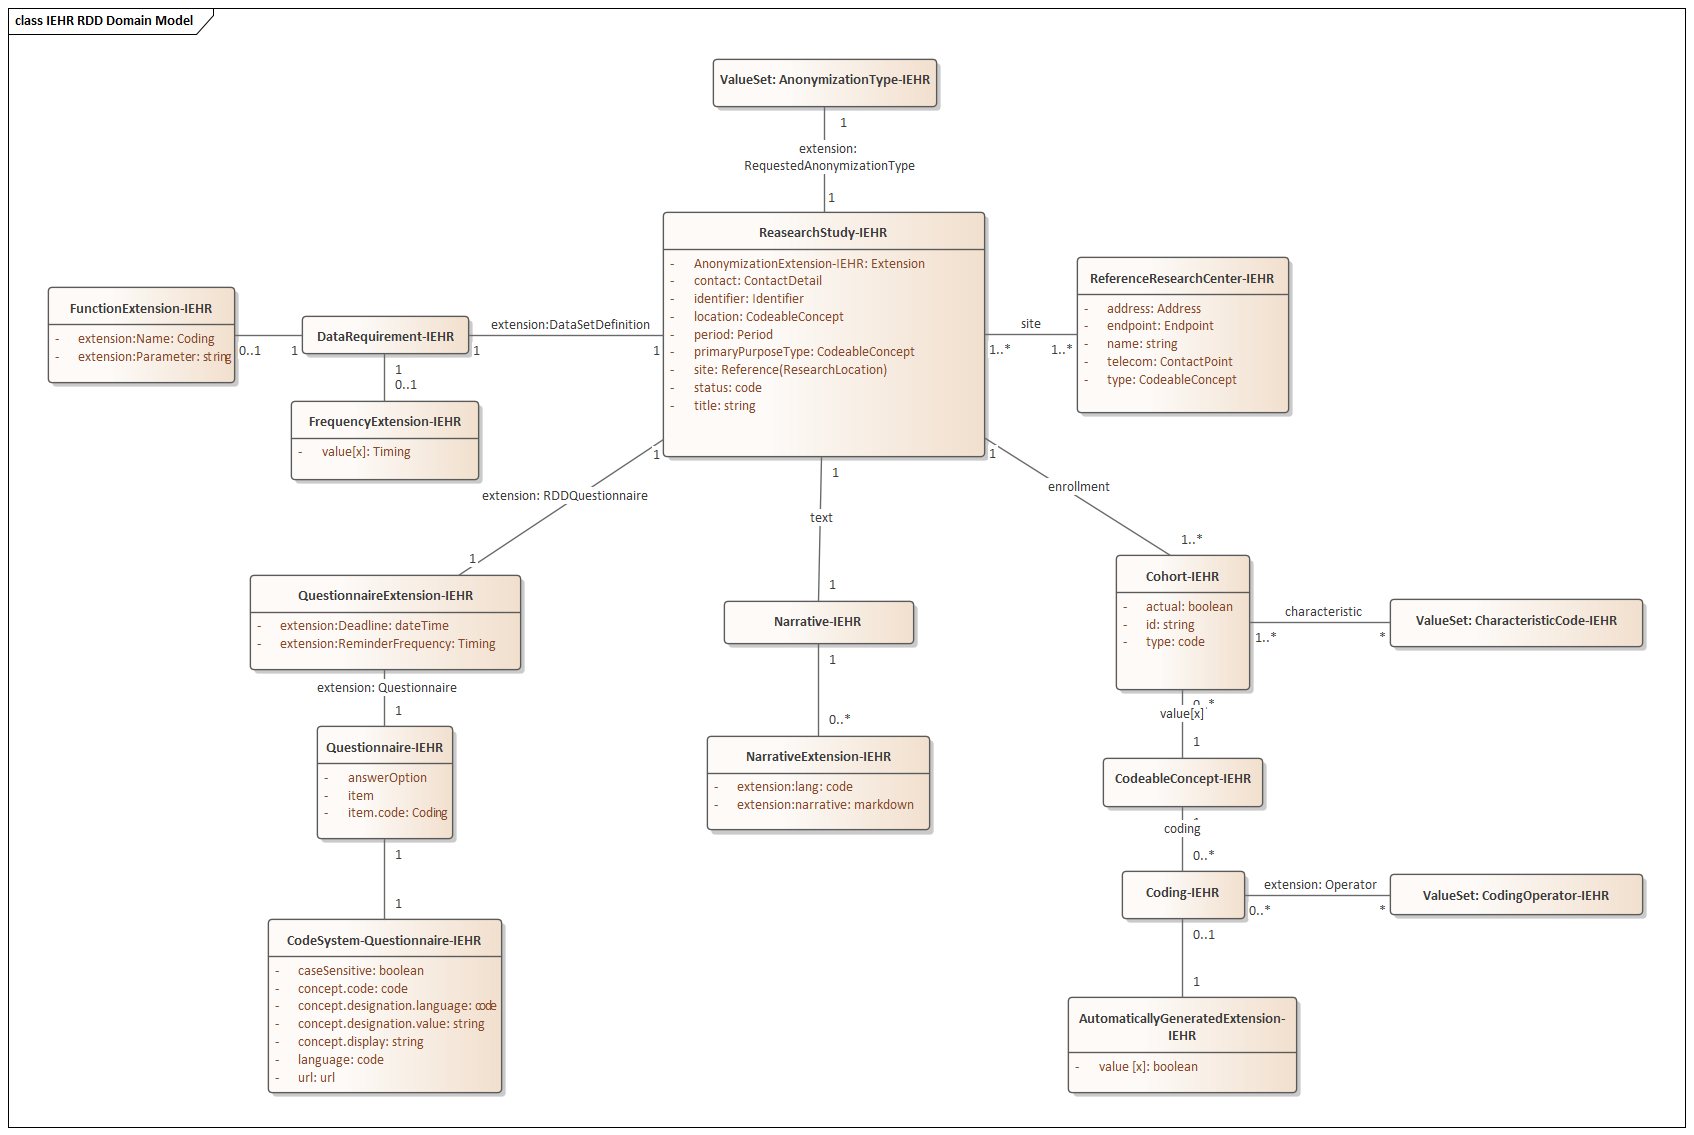 class IEHR RDD Domain Model
ValueSet: AnonymizationType-IEHR
1
extension:
RequestedAnonymizationType
1
ReasearchStudy-IEHR
- AnonymizationExtension-IEHR: Extension
- contact: ContactDetail
- identifier: Identifier
- location: CodeableConcept
- period: Period
- primaryPurposeType: CodeableConcept
- site: Reference(ResearchLocation)
- status: code
- title: string
site
1..*
1..*
ReferenceResearchCenter-IEHR
- address: Address
- endpoint: Endpoint
- name: string
- telecom: ContactPoint
- type: CodeableConcept
FunctionExtension-IEHR
- extension:Name: Coding
- extension:Parameter: string
0..1
1
DataRequirement-IEHR
extension:DataSetDefinition
1
1
1
0..1
FrequencyExtension-IEHR
- value[x]: Timing
1
extension: RDDQuestionnaire
1
QuestionnaireExtension-IEHR
- extension:Deadline: dateTime
- extension:ReminderFrequency: Timing
extension: Questionnaire
1
Questionnaire-IEHR
- answerOption
- item
- item.code: Coding
1
1
CodeSystem-Questionnaire-IEHR
- caseSensitive: boolean
- concept.code: code
- concept.designation.language: code
- concept.designation.value: string
- concept.display: string
- language: code
- url: url
1
text
1
Narrative-IEHR
1
0..*
NarrativeExtension-IEHR
- extension:lang: code
- extension:narrative: markdown
1
enrollment
1..*
Cohort-IEHR
- actual: boolean
- id: string
- type: code
characteristic
1..*
*
ValueSet: CharacteristicCode-IEHR
0..*
value[x]
1
CodeableConcept-IEHR
coding
0..*
Coding-IEHR
extension: Operator
0..*
*
ValueSet: CodingOperator-IEHR
0..1
1
AutomaticallyGeneratedExtension-
IEHR
- value [x]: boolean